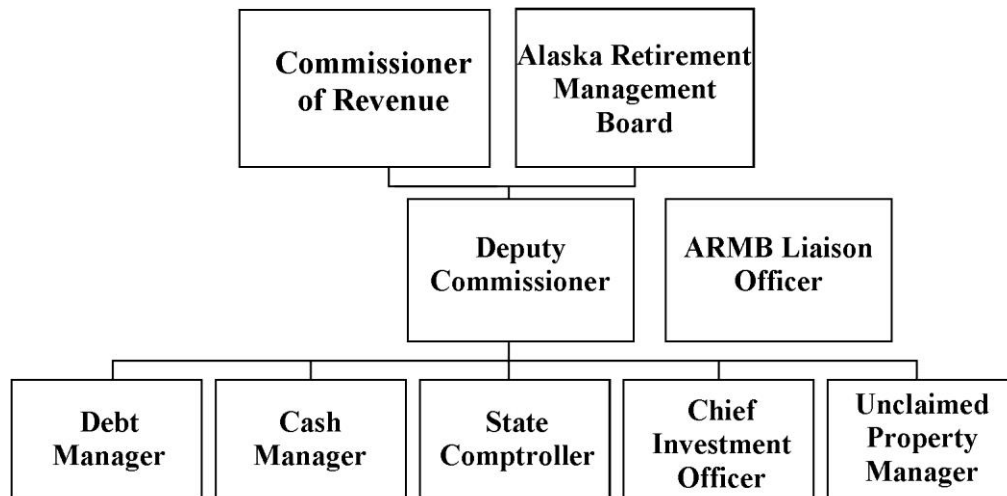 Commissioner
of Revenue
Alaska Retirement
Management
Board
Deputy
Commissioner
ARMB Liaison
Officer
Debt
Manager
Cash
Manager
State
Comptroller
Chief
Investment
Officer
Unclaimed
Property
Manager